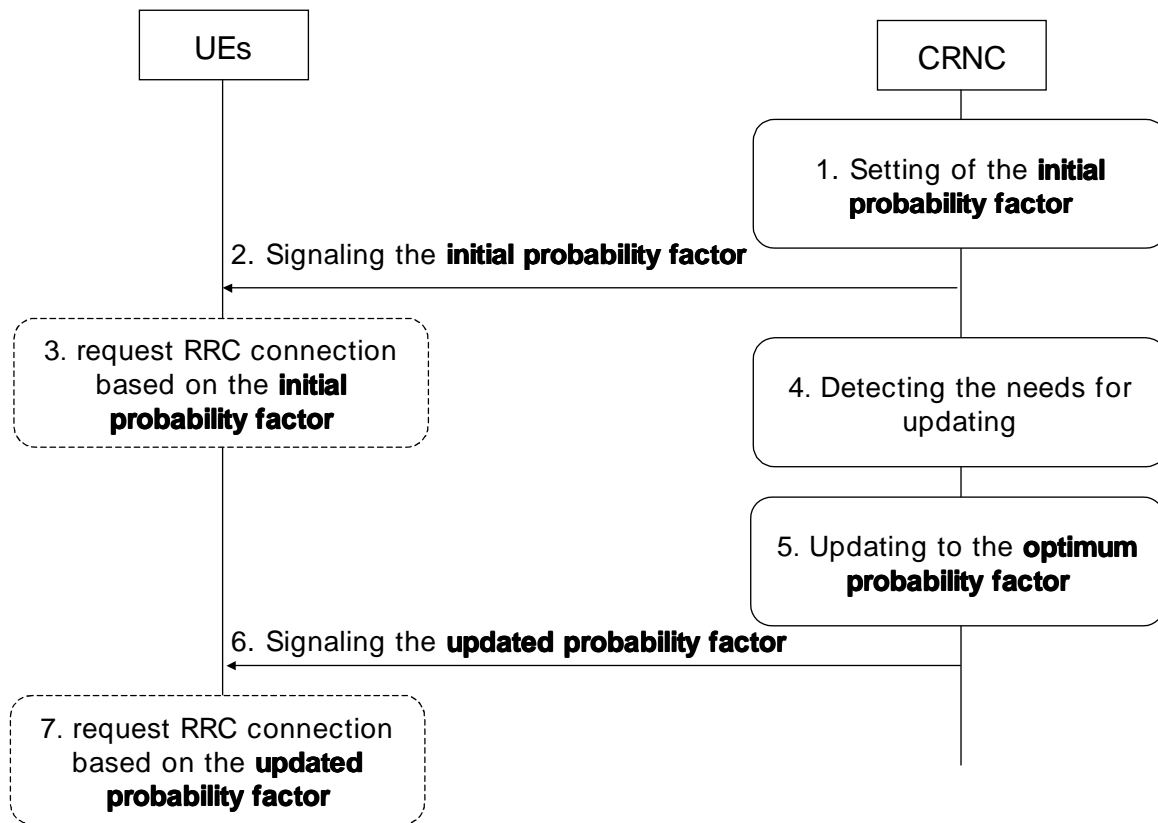 UEs
CRNC
1. Setting of the initial
probability factor
2. Signaling the initial probability factor
3. request RRC connection
based on the initial
probability factor
4. Detecting the needs for
updating
5. Updating to the optimum
probability factor
6. Signaling the updated probability factor
7. request RRC connection
based on the updated
probability factor